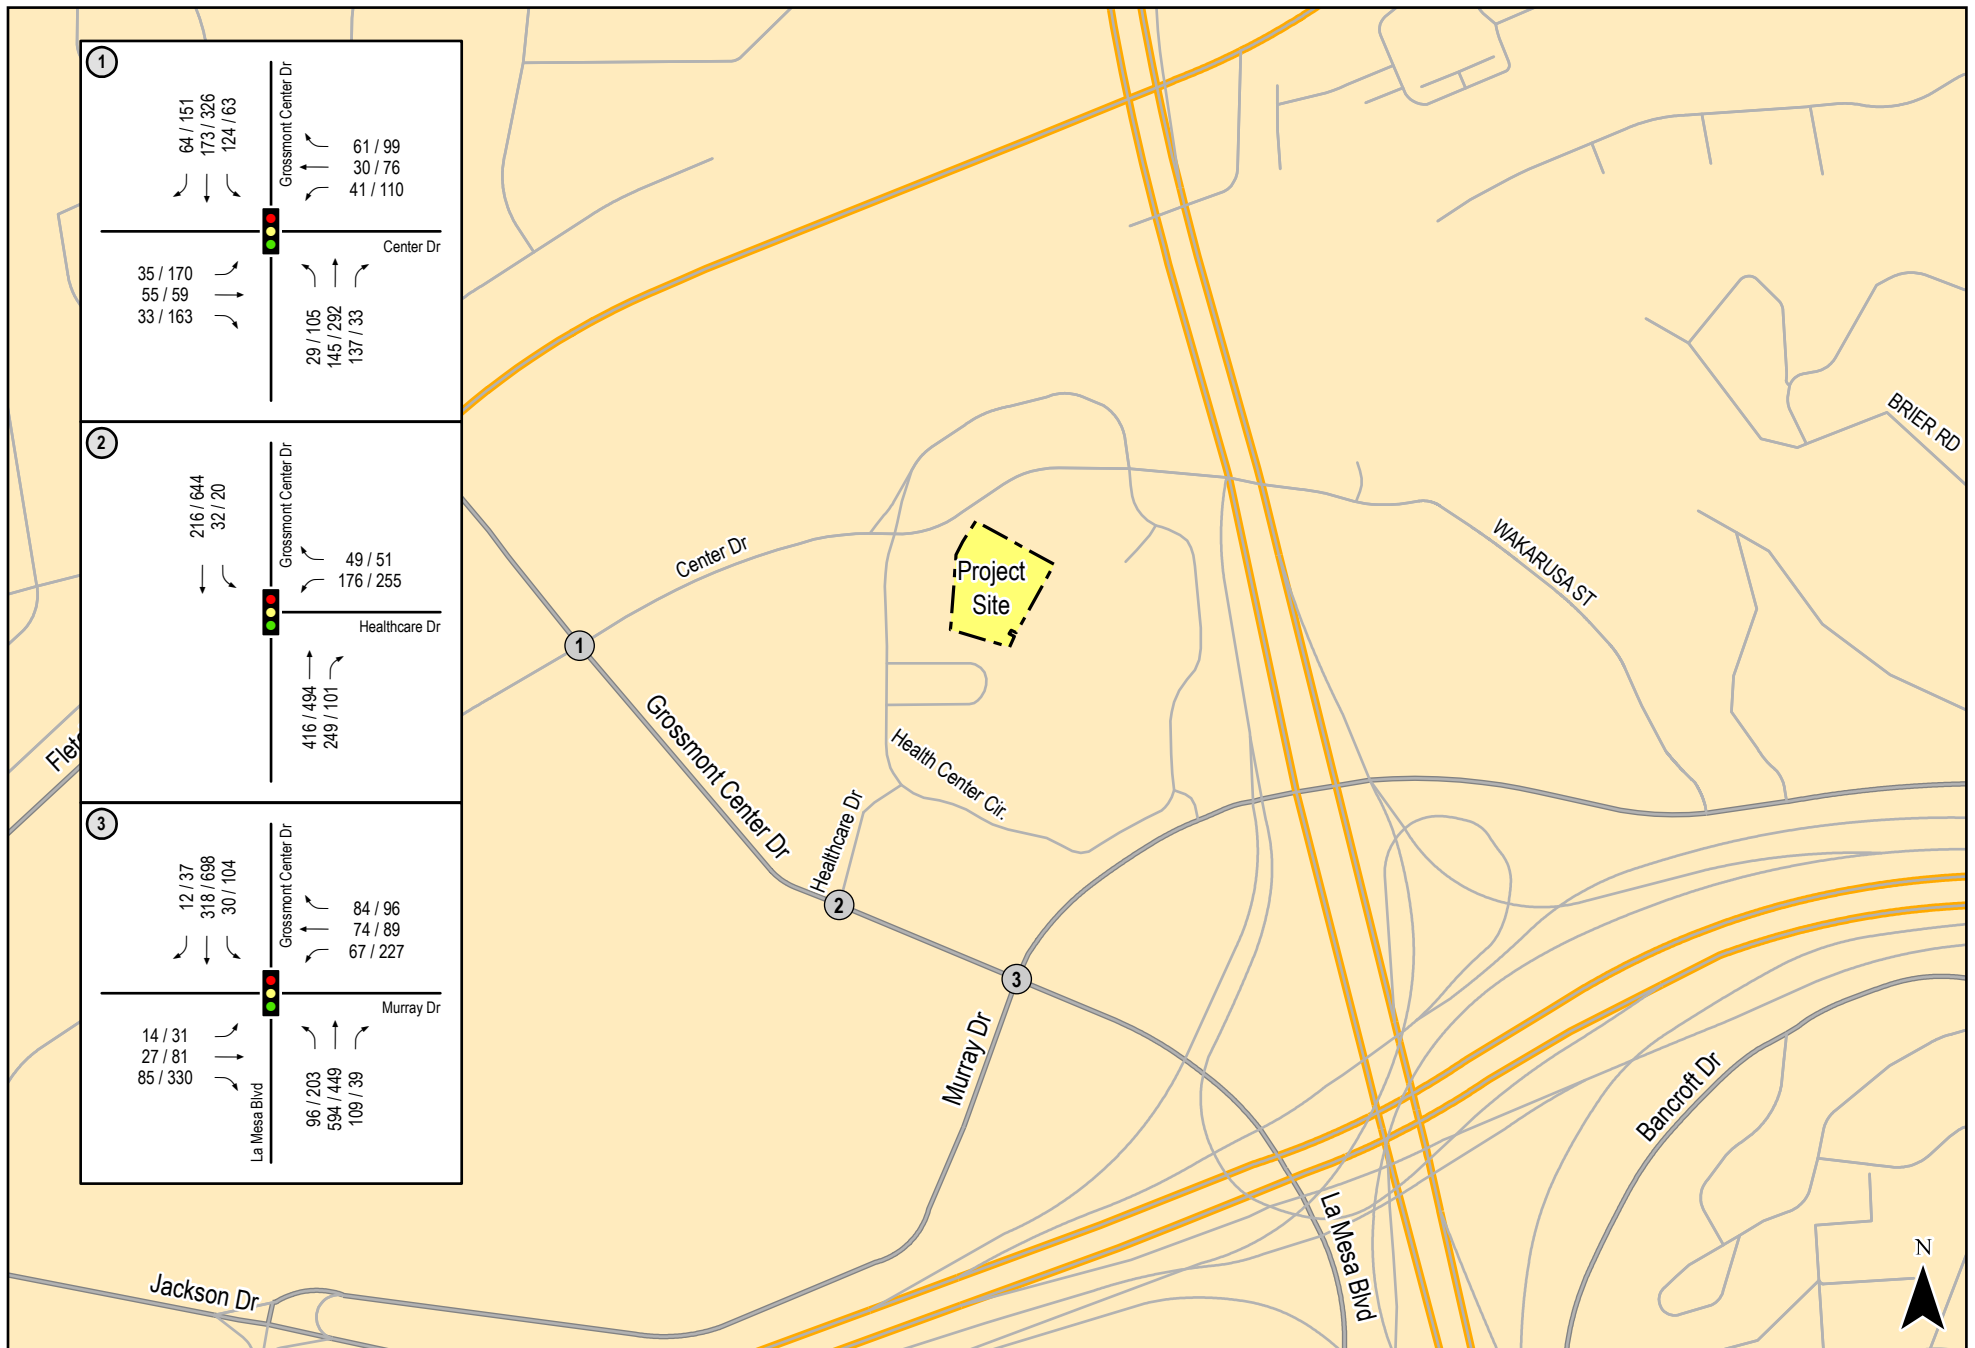 1
64 / 151
173 / 326
124 / 63
Grossmont Center Dr
61 / 99
30 / 76
41 / 110
Center Dr
35 / 170
55 / 59
33 / 163
29 / 105
145 / 292
137 / 33
2
216 / 644
32 / 20
Grossmont Center Dr
49 / 51
176 / 255
Healthcare Dr
416 / 494
249 / 101
3
12 / 37
318 / 698
30 / 104
Grossmont Center Dr
84 / 96
74 / 89
67 / 227
Murray Dr
14 / 31
27 / 81
85 / 330
La Mesa Blvd
96 / 203
594 / 449
109 / 39
BRIER RD
WAKARUSA ST
Center Dr
Project
Site
1
Grossmont Center Dr
Health Center Cir.
Healthcare Dr
2
3
Murray Dr
Flet
Bancroft Dr
La Mesa Blvd
Jackson Dr
N